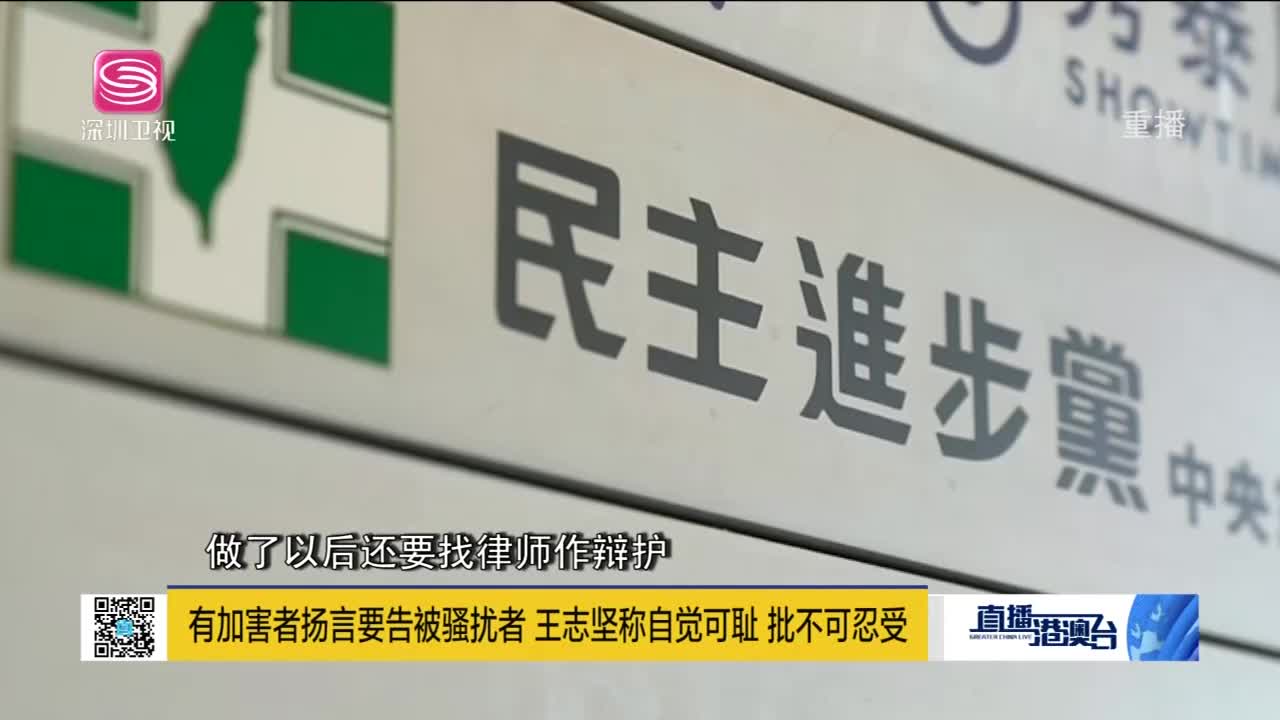 秀泰
SHOWTIM
深圳卫视
重播
民主進步黨
中央
做了以后还要找律师作辩护
有加害者扬言要告被骚扰者 王志坚称自觉可耻 批不可忍受
直播港澳台
GREATER CHINA LIVE